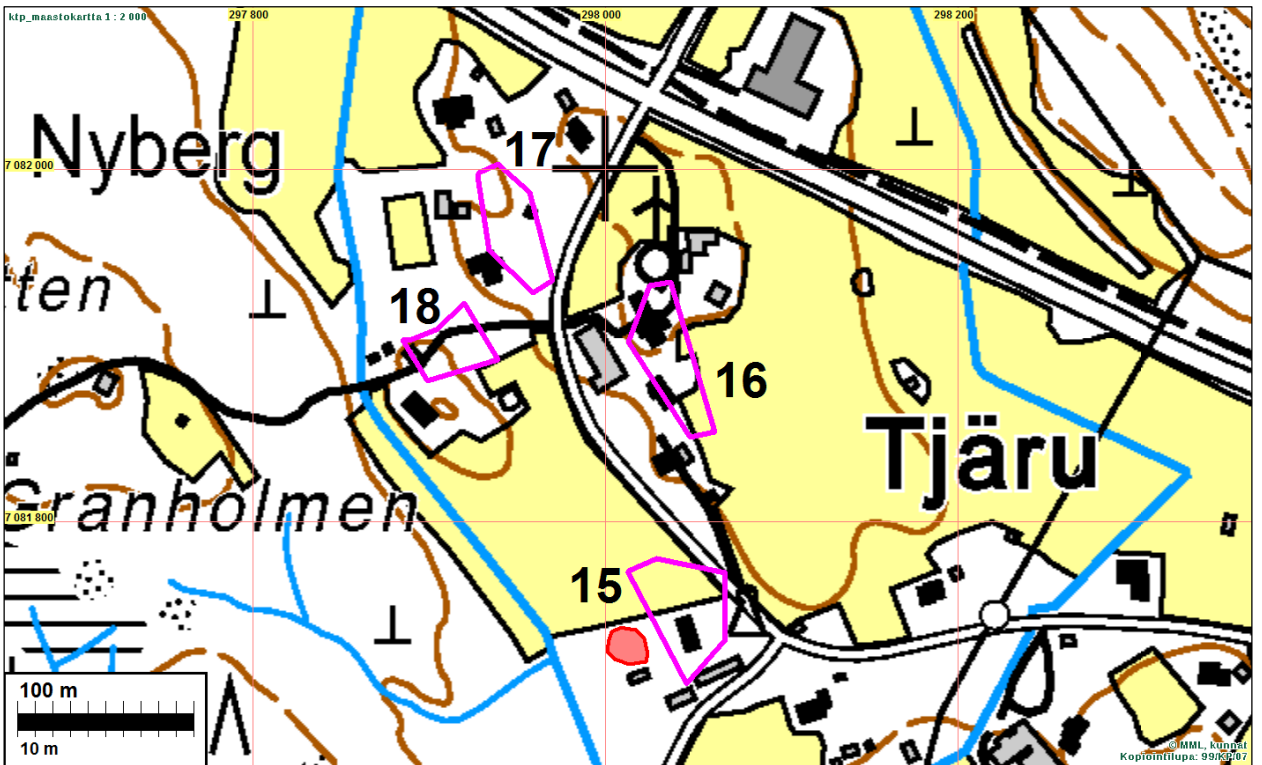 ktp_maastokartta 1 : 2 000
297 800
298 000
298 200
Nyberg
17
7 082 000
tten
18
16
Tjäru
Granholmen
7 081 800
15
100 m
10 m
© MML, kunnat
Kopiointilupa: 99/KP/07